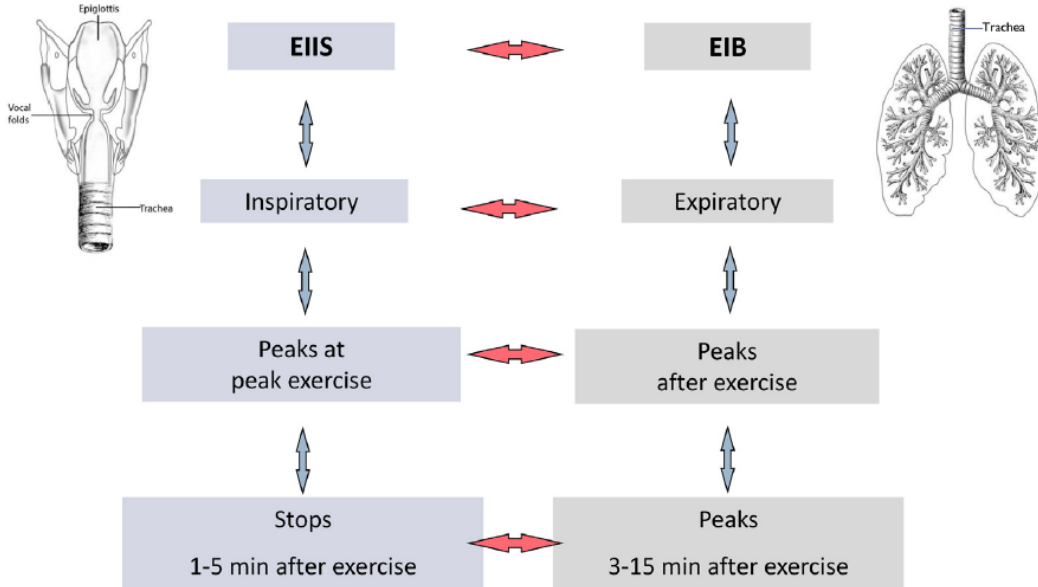 Epiglottis
Vocal
folds
Trachea
EIIS
EIB
Trachea
Inspiratory
Expiratory
Peaks at
peak exercise
Peaks
after exercise
Stops
1-5 min after exercise
Peaks
3-15 min after exercise